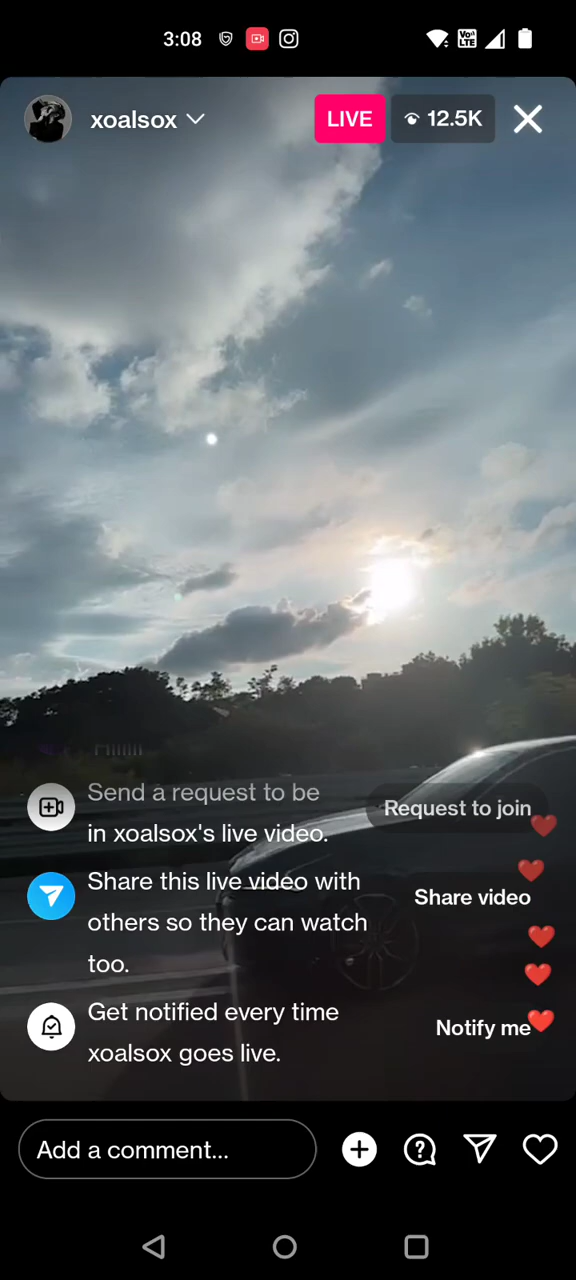 3:08
Vo
LTE
xoalsox
LIVE
12.5K
Send a request to be
in xoalsox's live video.
Request to join
Share this live video with
others so they can watch
too.
Share video
Get notified every time
xoalsox goes live.
Notify me
Add a comment...